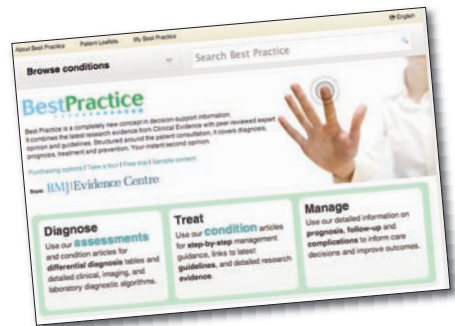 About Best Practice Patient Leaflets My Best Practice English
Browse conditions Search Best Practice
BestPractice
Best Practice is a completely new concept in decision-support information.
It combines the latest research evidence from Clinical Evidence with peer reviewed expert
opinion and guidelines. Structured around the patient consultation, it covers diagnosis,
prognosis, treatment and prevention. Your instant second opinion.
Purchasing options | Take a tour | Free trial | Sample content
from BMJ|Evidence Centre
Diagnose
Use our assessments
and condition articles for
differential diagnosis tables and
detailed clinical, imaging, and
laboratory diagnostic algorithms.
Treat
Use our condition articles
for step-by-step management
guidance, links to latest
guidelines, and detailed research
evidence.
Manage
Use our detailed information on
prognosis, follow-up and
complications to inform care
decisions and improve outcomes.